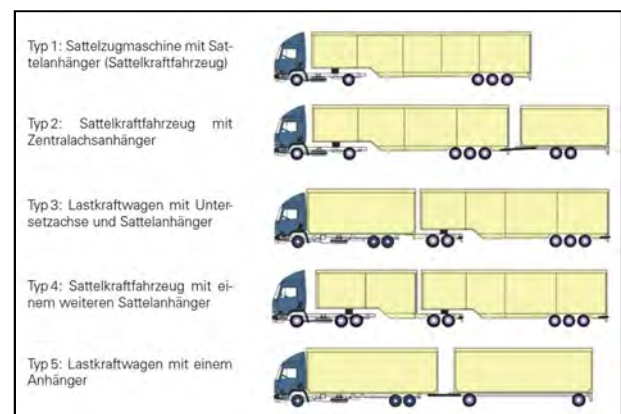 Typ 1: Sattelzugmaschine mit Sat-
telanhänger (Sattelkraftfahrzeug)
Typ 2: Sattelkraftfahrzeug mit
Zentralachsanhänger
Typ 3: Lastkraftwagen mit Unter-
setzachse und Sattelanhänger
Typ 4: Sattelkraftfahrzeug mit ei-
nem weiteren Sattelanhänger
Typ 5: Lastkraftwagen mit einem
Anhänger